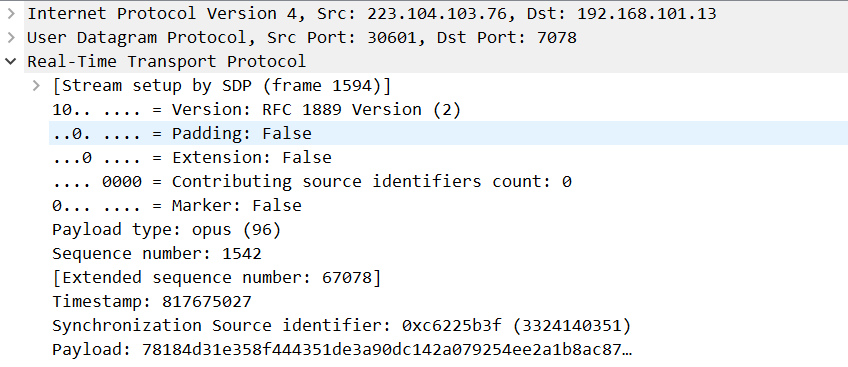 Internet Protocol Version 4, Src: 223.104.103.76, Dst: 192.168.101.13
User Datagram Protocol, Src Port: 30601, Dst Port: 7078
Real-Time Transport Protocol
[Stream setup by SDP (frame 1594)]
10.. .... = Version: RFC 1889 Version (2)
..0. .... = Padding: False
...0 .... = Extension: False
.... 0000 = Contributing source identifiers count: 0
0... .... = Marker: False
Payload type: opus (96)
Sequence number: 1542
[Extended sequence number: 67078]
Timestamp: 817675027
Synchronization Source identifier: 0xc6225b3f (3324140351)
Payload: 78184d31e358f444351de3a90dc142a079254ee2a1b8ac87…